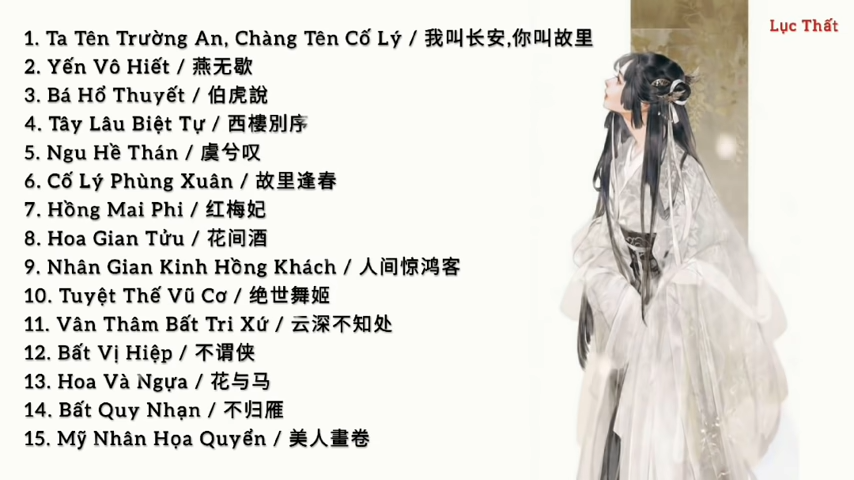 Lục Thất
1. Ta Tên Trường An, Chàng Tên Cố Lý / 我叫长安,你叫故里
2. Yến Vô Hiết / 燕无歇
3. Bá Hổ Thuyết / 伯虎說
4. Tây Lâu Biệt Tự / 西樓別序
5. Ngu Hề Thán / 虞兮叹
6. Cố Lý Phùng Xuân / 故里逢春
7. Hồng Mai Phi / 红梅妃
8. Hoa Gian Tửu / 花间酒
9. Nhân Gian Kinh Hồng Khách / 人间惊鸿客
10. Tuyệt Thế Vũ Cơ / 绝世舞姬
11. Vân Thâm Bất Tri Xứ / 云深不知处
12. Bất Vị Hiệp / 不谓侠
13. Hoa Và Ngựa / 花与马
14. Bất Quy Nhạn / 不归雁
15. Mỹ Nhân Họa Quyển / 美人畫卷